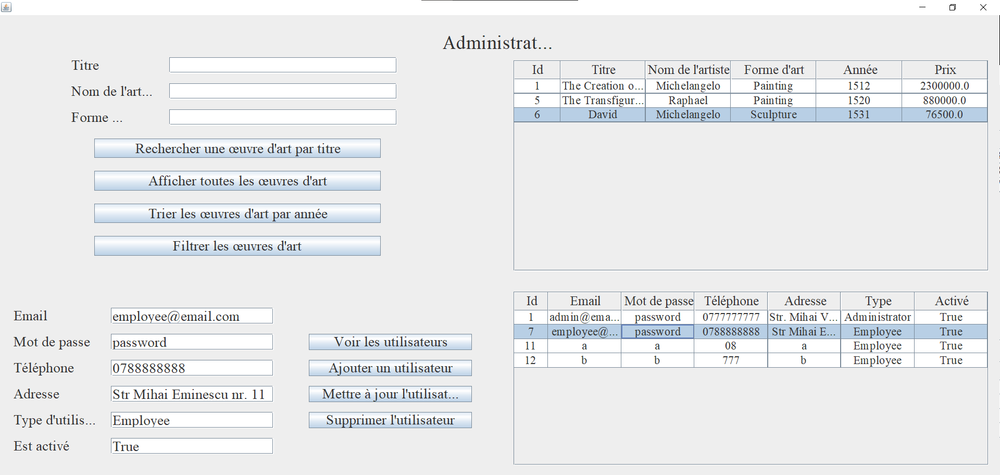 Administrat...
Titre
Nom de l'art...
Forme ...
Rechercher une œuvre d'art par titre
Afficher toutes les œuvres d'art
Trier les œuvres d'art par année
Filtrer les œuvres d'art
Id Titre Nom de l'artiste Forme d'art Année Prix
1 The Creation o... Michelangelo Painting 1512 2300000.0
5 The Transfigur... Raphael Painting 1520 880000.0
6 David Michelangelo Sculpture 1531 76500.0
Email employee@email.com
Mot de passe password
Téléphone 0788888888
Adresse Str Mihai Eminescu nr. 11
Type d'utilis... Employee
Est activé True
Voir les utilisateurs
Ajouter un utilisateur
Mettre à jour l'utilisat...
Supprimer l'utilisateur
Id Email Mot de passe Téléphone Adresse Type Activé
1 admin@ema... password 0777777777 Str. Mihai V... Administrator True
7 employee@... password 0788888888 Str Mihai E... Employee True
11 a a 08 a Employee True
12 b b 777 b Employee True